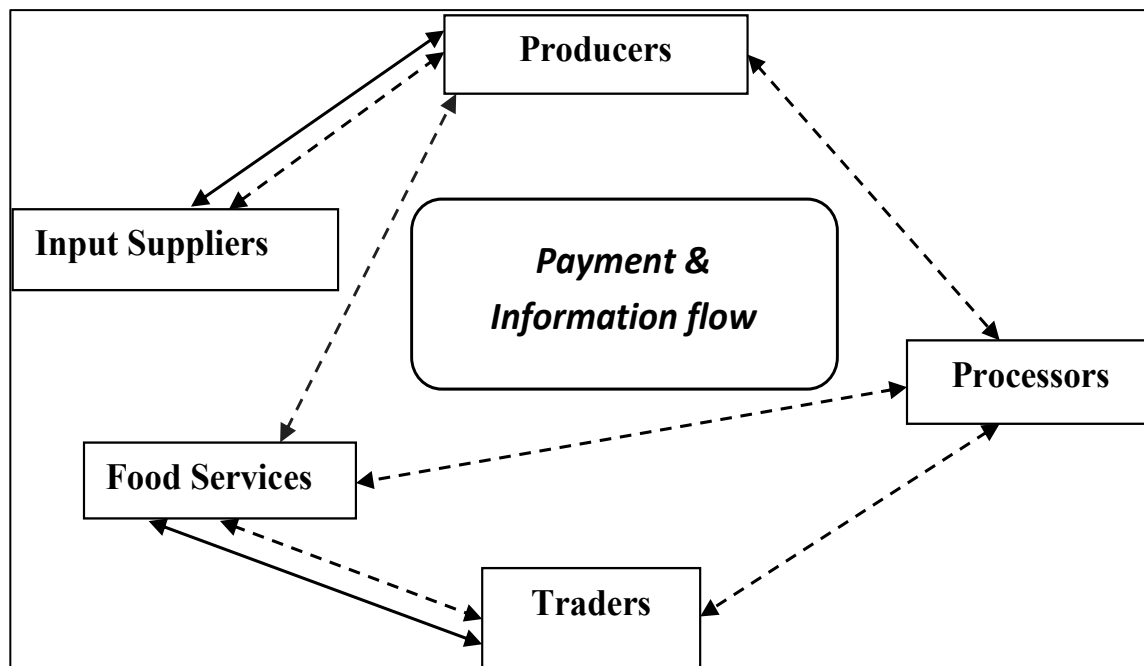 Producers
Input Suppliers
Payment &
Information flow
Processors
Food Services
Traders